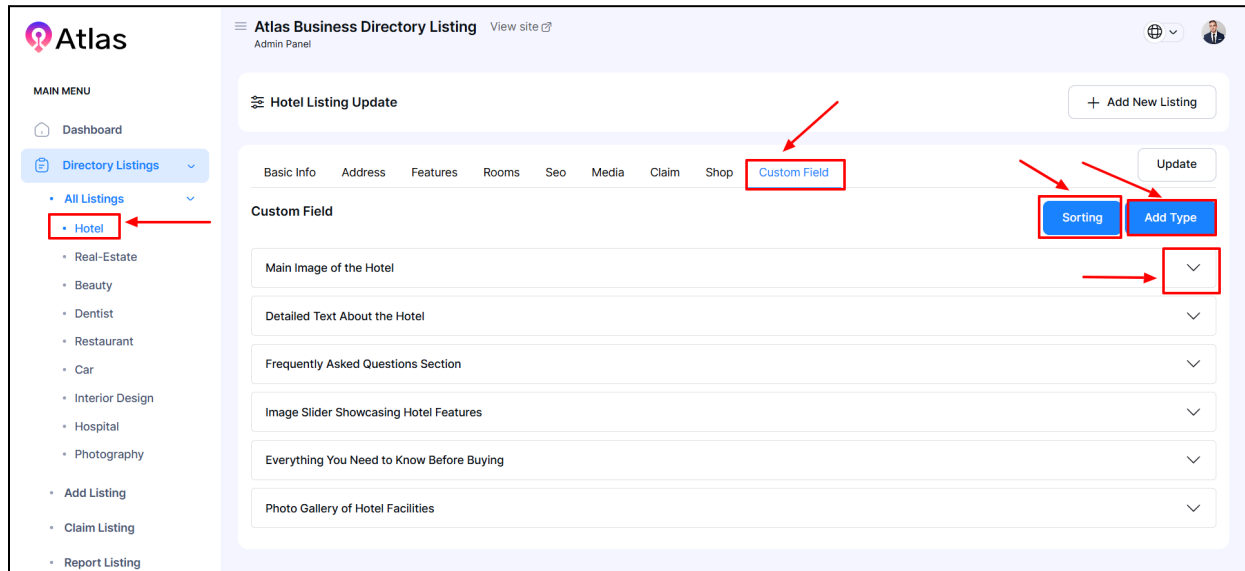 Atlas
MAIN MENU
Dashboard
Directory Listings
All Listings
Hotel
Real-Estate
Beauty
Dentist
Restaurant
Car
Interior Design
Hospital
Photography
Add Listing
Claim Listing
Report Listing
Atlas Business Directory Listing View site
Admin Panel
Hotel Listing Update
+ Add New Listing
Basic Info Address Features Rooms Seo Media Claim Shop Custom Field
Update
Custom Field
Sorting
Add Type
Main Image of the Hotel
Detailed Text About the Hotel
Frequently Asked Questions Section
Image Slider Showcasing Hotel Features
Everything You Need to Know Before Buying
Photo Gallery of Hotel Facilities